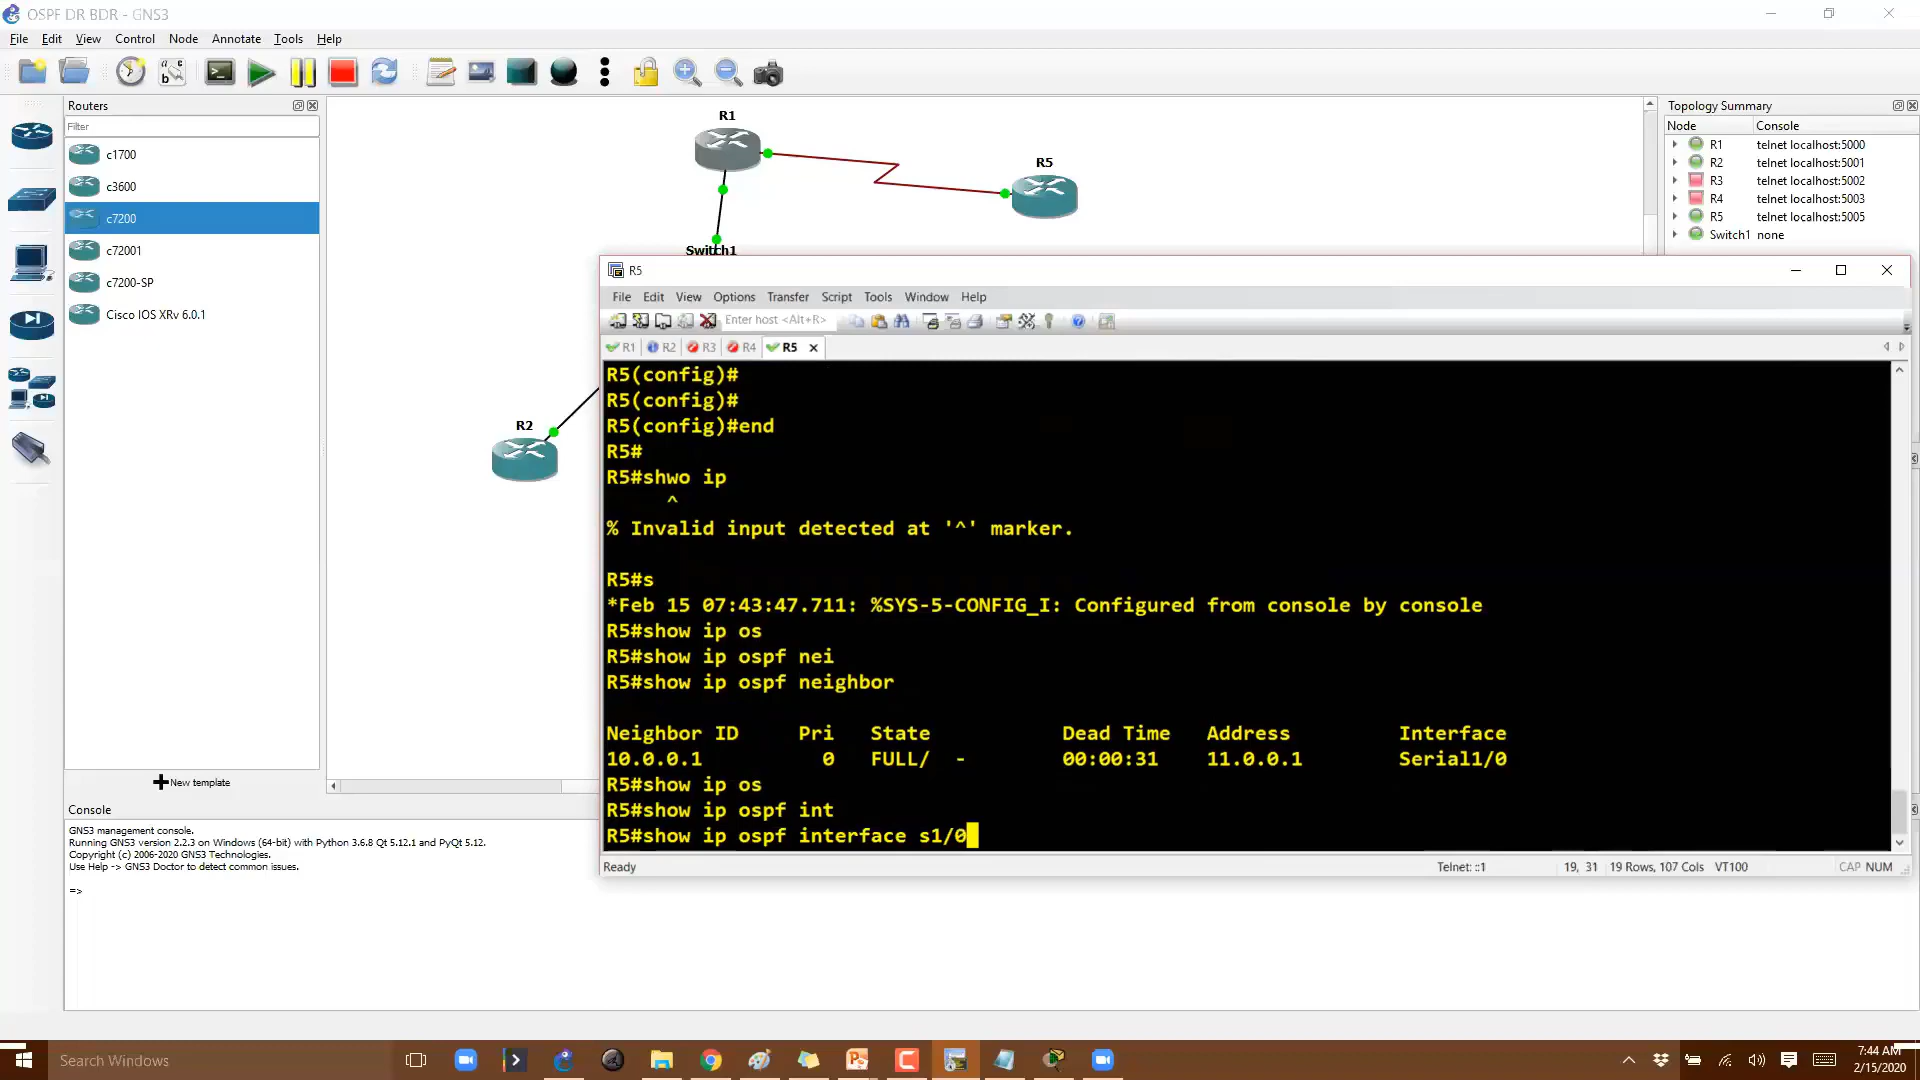 OSPF DR BDR - GNS3
File Edit View Control Node Annotate Tools Help
Routers
Filter
c1700
c3600
c7200
c72001
c7200-SP
Cisco IOS XRv 6.0.1
New template
R1
R5
Switch1
R2
Topology Summary
Node Console
R1 telnet localhost:5000
R2 telnet localhost:5001
R3 telnet localhost:5002
R4 telnet localhost:5003
R5 telnet localhost:5005
Switch1 none
R5
File Edit View Options Transfer Script Tools Window Help
Enter host <Alt+R>
R1 R2 R3 R4 R5
R5(config)#
R5(config)#
R5(config)#end
R5#
R5#shwo ip
^
% Invalid input detected at '^' marker.
R5#s
*Feb 15 07:43:47.711: %SYS-5-CONFIG_I: Configured from console by console
R5#show ip os
R5#show ip ospf nei
R5#show ip ospf neighbor
Neighbor ID Pri State Dead Time Address Interface
10.0.0.1 0 FULL/ - 00:00:31 11.0.0.1 Serial1/0
R5#show ip os
R5#show ip ospf int
R5#show ip ospf interface s1/0
Ready Telnet: ::1 19, 31 19 Rows, 107 Cols VT100 CAP NUM
Console
GNS3 management console.
Running GNS3 version 2.2.3 on Windows (64-bit) with Python 3.6.8 Qt 5.12.1 and PyQt 5.12.
Copyright (c) 2006-2020 GNS3 Technologies.
Use Help -> GNS3 Doctor to detect common issues.
=>
Search Windows
7:44 AM
2/15/2020